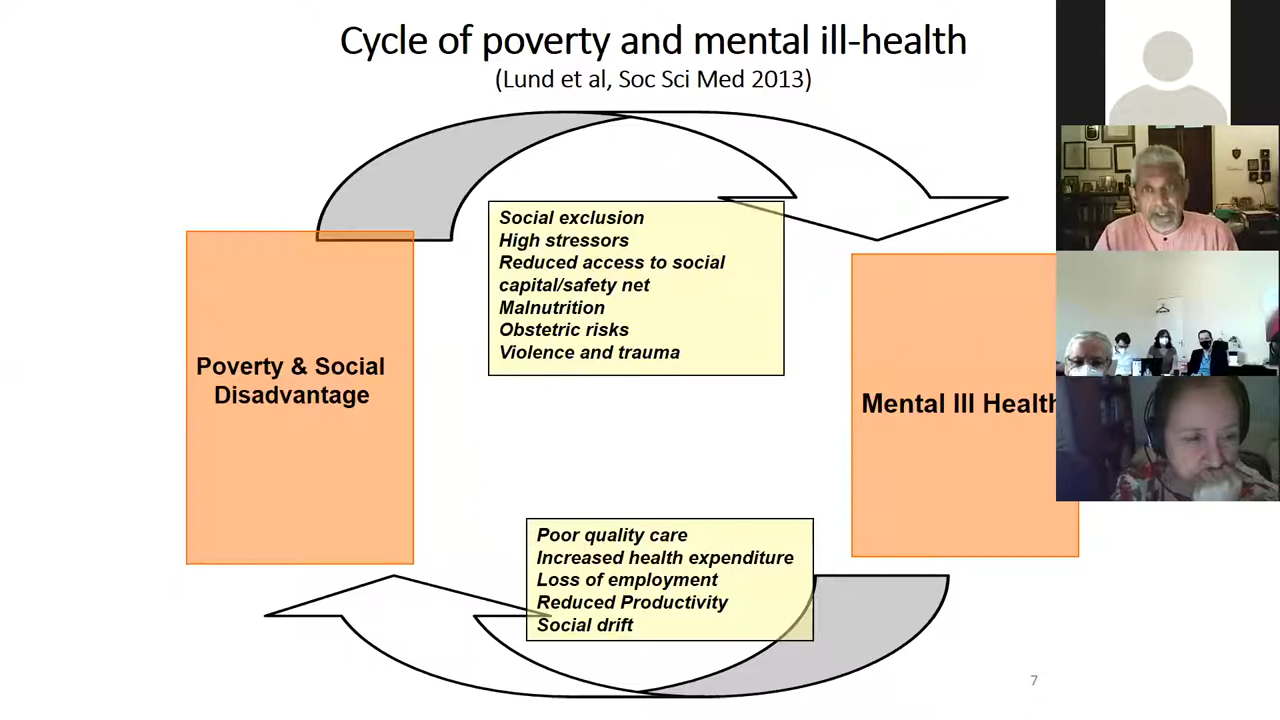 Cycle of poverty and mental ill-health
(Lund et al, Soc Sci Med 2013)
Social exclusion
High stressors
Reduced access to social
capital/safety net
Malnutrition
Obstetric risks
Violence and trauma
Poverty & Social
Disadvantage
Mental Ill Health
Poor quality care
Increased health expenditure
Loss of employment
Reduced Productivity
Social drift
7